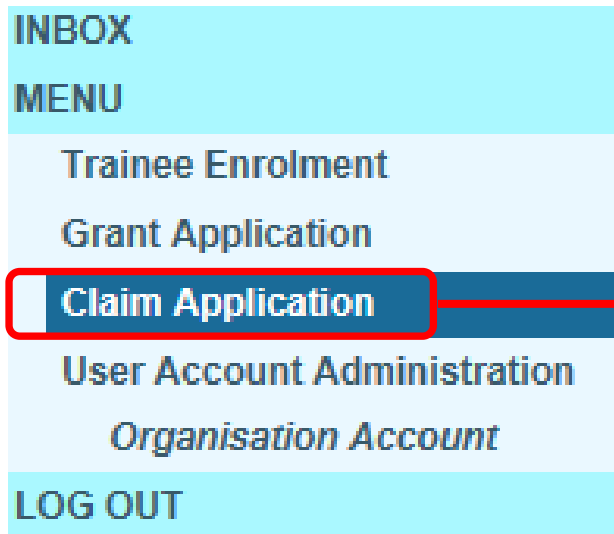 INBOX
MENU
Trainee Enrolment
Grant Application
Claim Application
User Account Administration
Organisation Account
LOG OUT